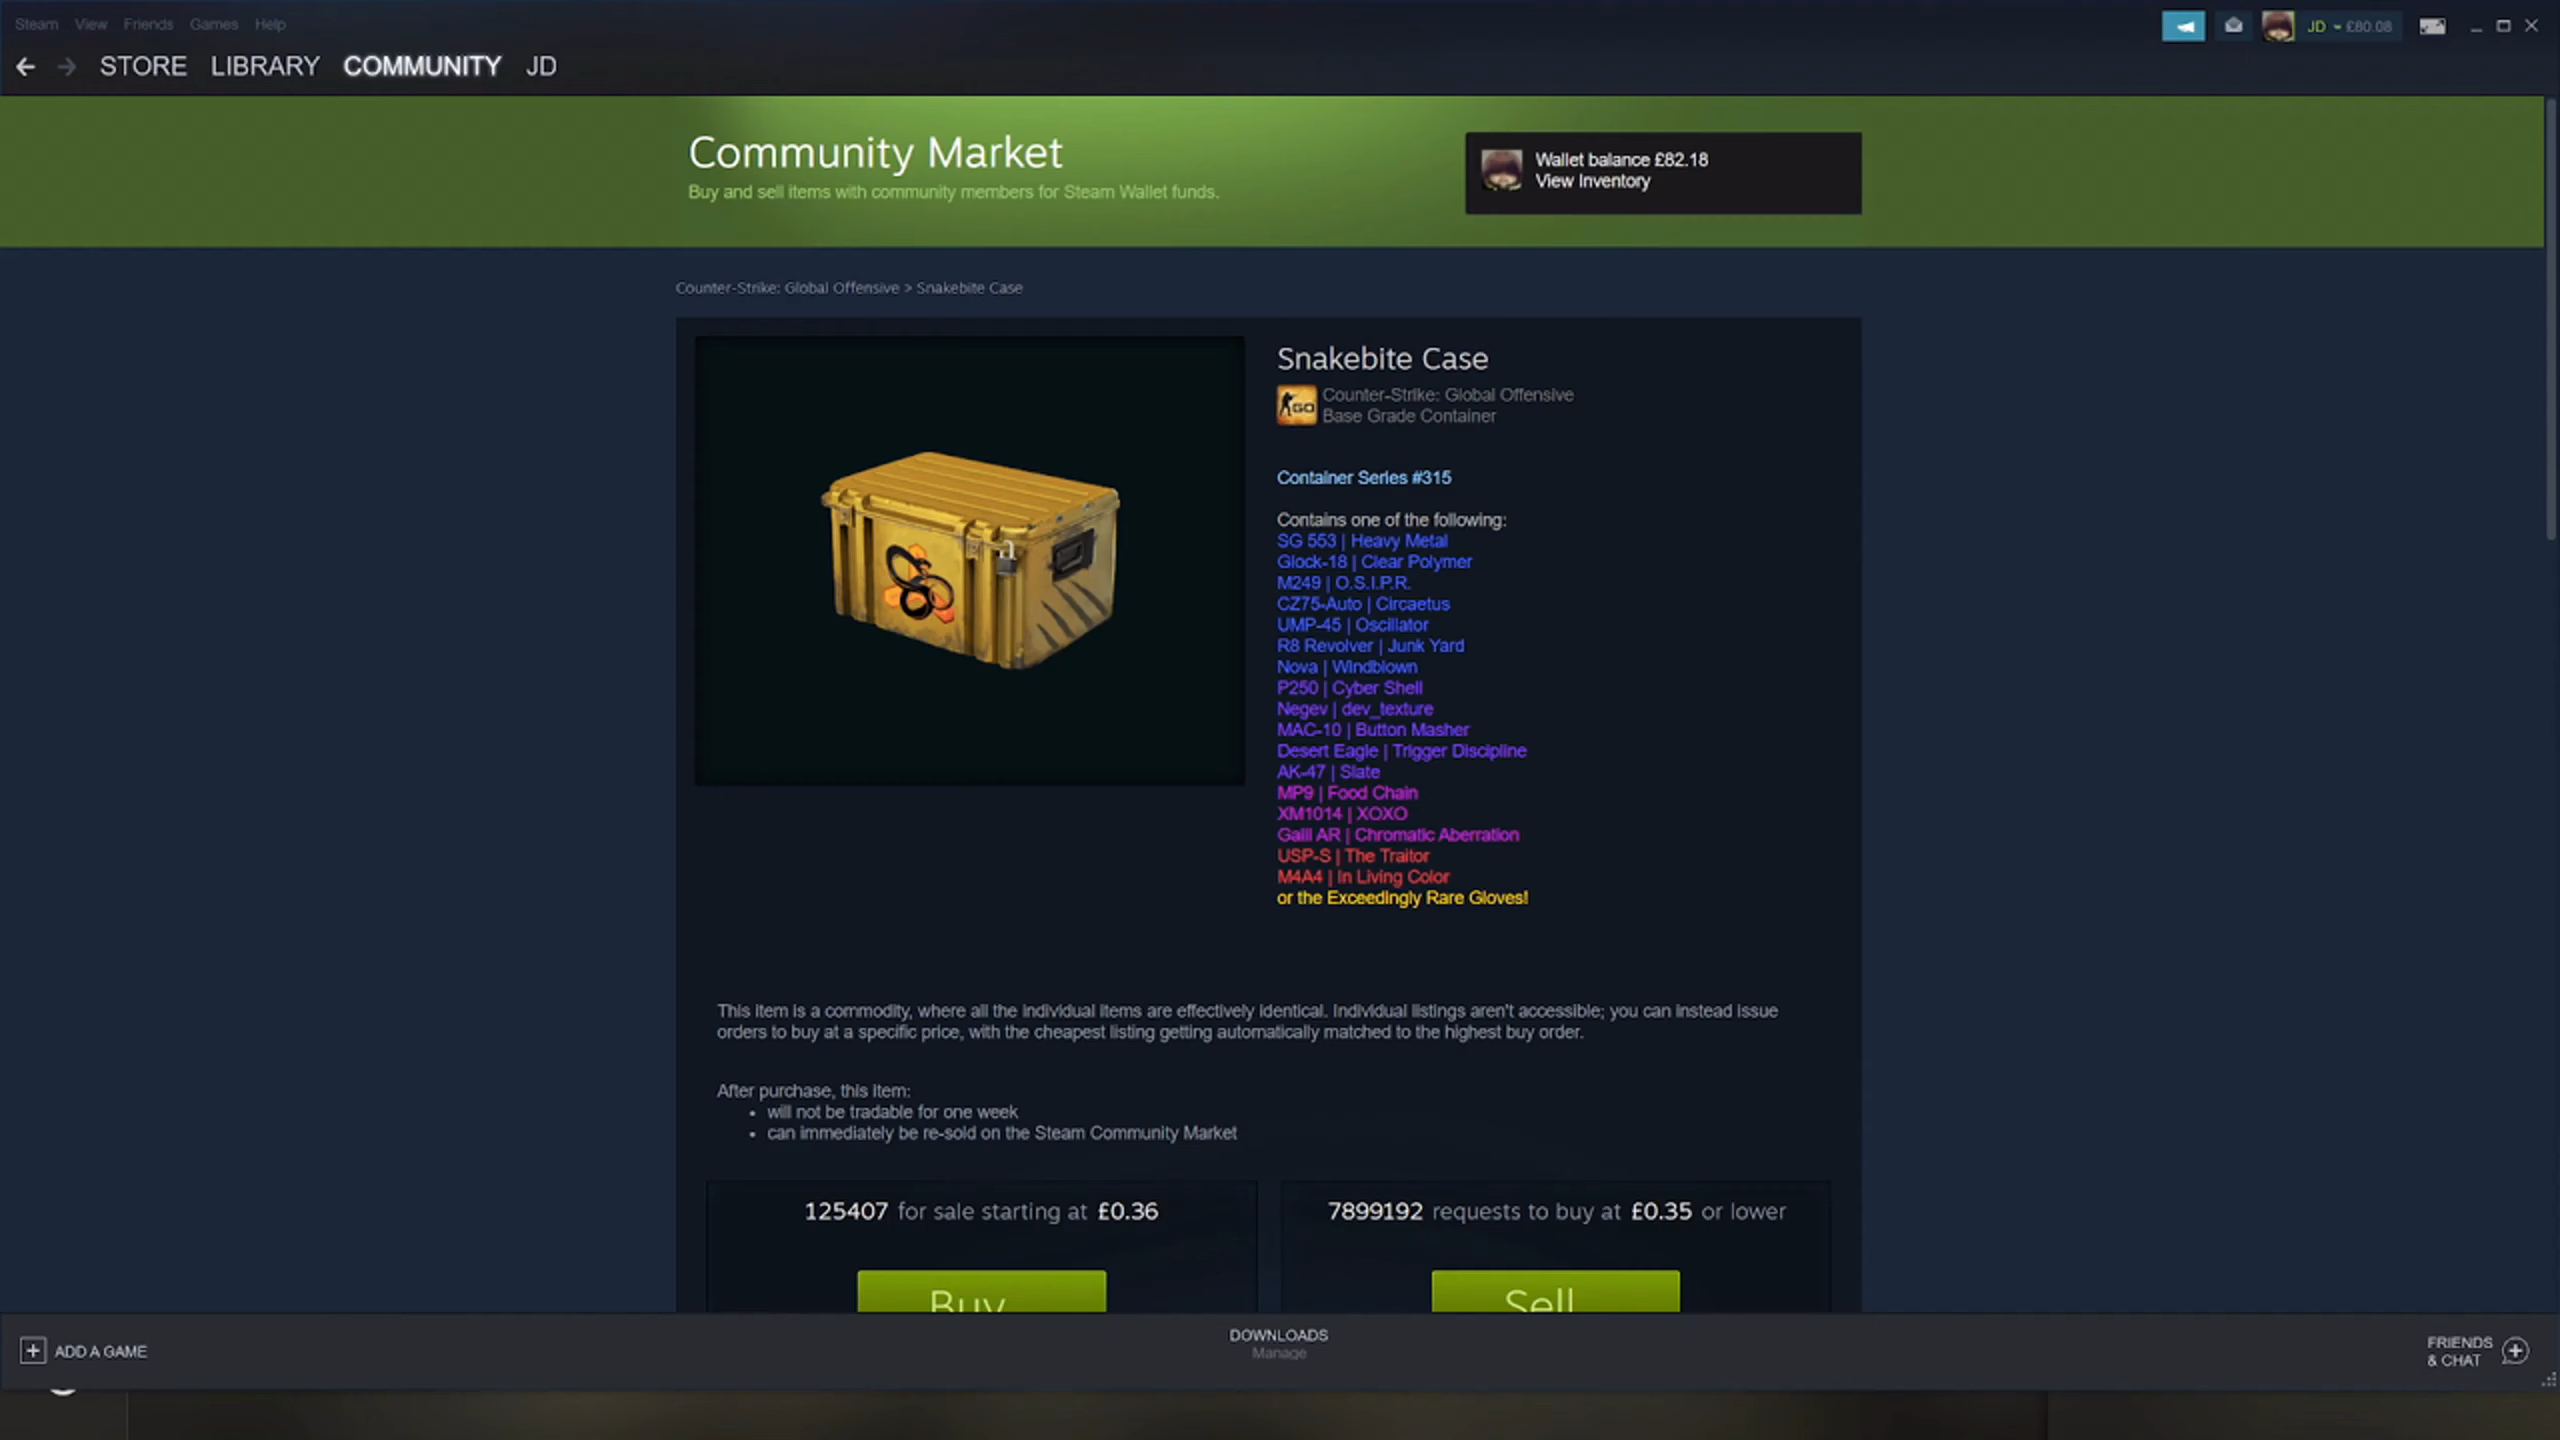 Steam View Friends Games Help
JD £80.08
STORE LIBRARY COMMUNITY JD
Community Market
Buy and sell items with community members for Steam Wallet funds.
Wallet balance £82.18
View Inventory
Counter-Strike: Global Offensive > Snakebite Case
Snakebite Case
GO
Counter-Strike: Global Offensive
Base Grade Container
Container Series #315
Contains one of the following:
SG 553 | Heavy Metal
Glock-18 | Clear Polymer
M249 | O.S.I.P.R.
CZ75-Auto | Circaetus
UMP-45 | Oscillator
R8 Revolver | Junk Yard
Nova | Windblown
P250 | Cyber Shell
Negev | dev_texture
MAC-10 | Button Masher
Desert Eagle | Trigger Discipline
AK-47 | Slate
MP9 | Food Chain
XM1014 | XOXO
Galil AR | Chromatic Aberration
USP-S | The Traitor
M4A4 | In Living Color
or the Exceedingly Rare Gloves!
This item is a commodity, where all the individual items are effectively identical. Individual listings aren't accessible; you can instead issue
orders to buy at a specific price, with the cheapest listing getting automatically matched to the highest buy order.
After purchase, this item:
• will not be tradable for one week
• can immediately be re-sold on the Steam Community Market
125407 for sale starting at £0.36
7899192 requests to buy at £0.35 or lower
Buy
Sell
ADD A GAME
DOWNLOADS
Manage
FRIENDS
& CHAT